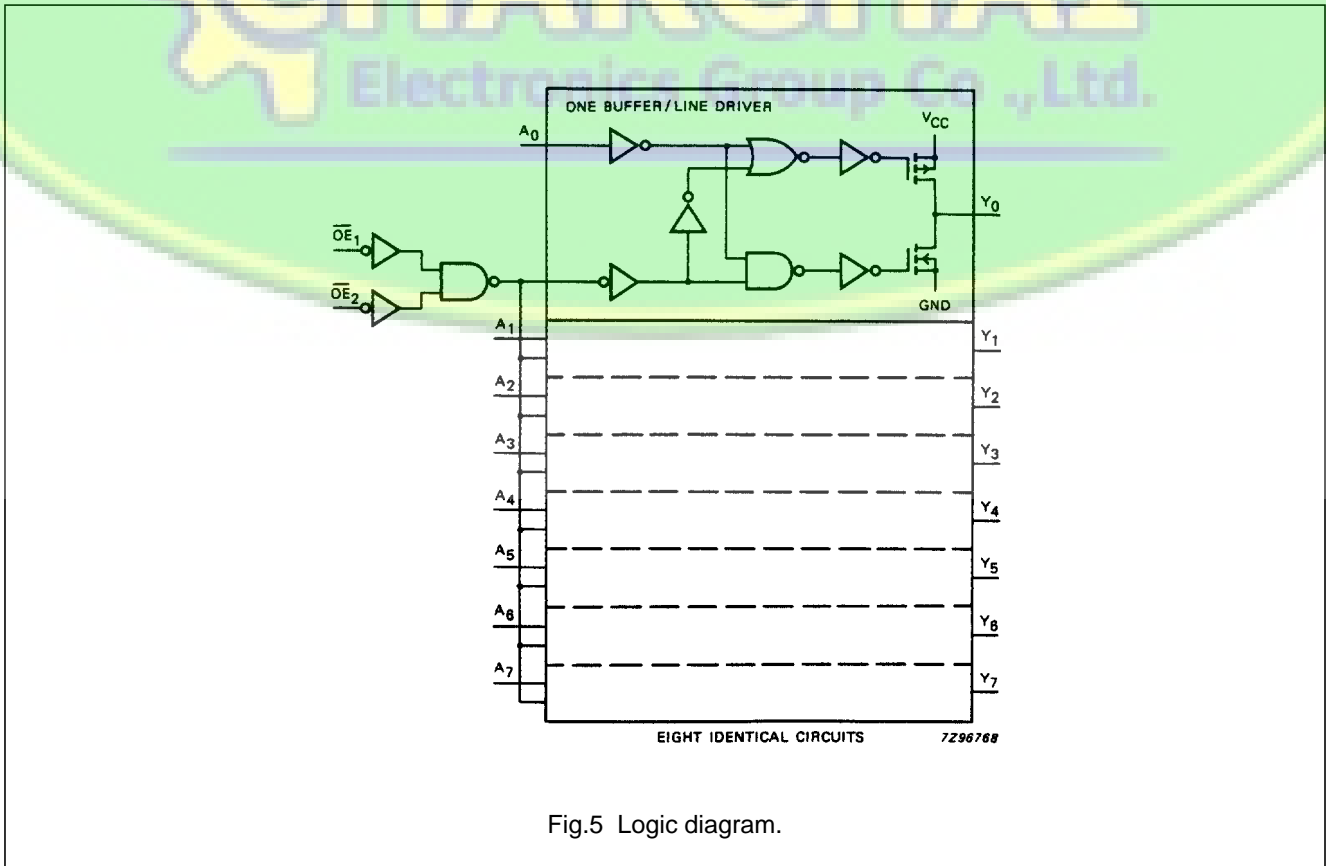 Electronics Group Co .,Ltd.
ONE BUFFER/LINE DRIVER
VCC
A0
Y0
OE1
OE2
GND
A1
Y1
A2
Y2
A3
Y3
A4
Y4
A5
Y5
A6
Y6
A7
Y7
EIGHT IDENTICAL CIRCUITS
7Z96768
Fig.5 Logic diagram.